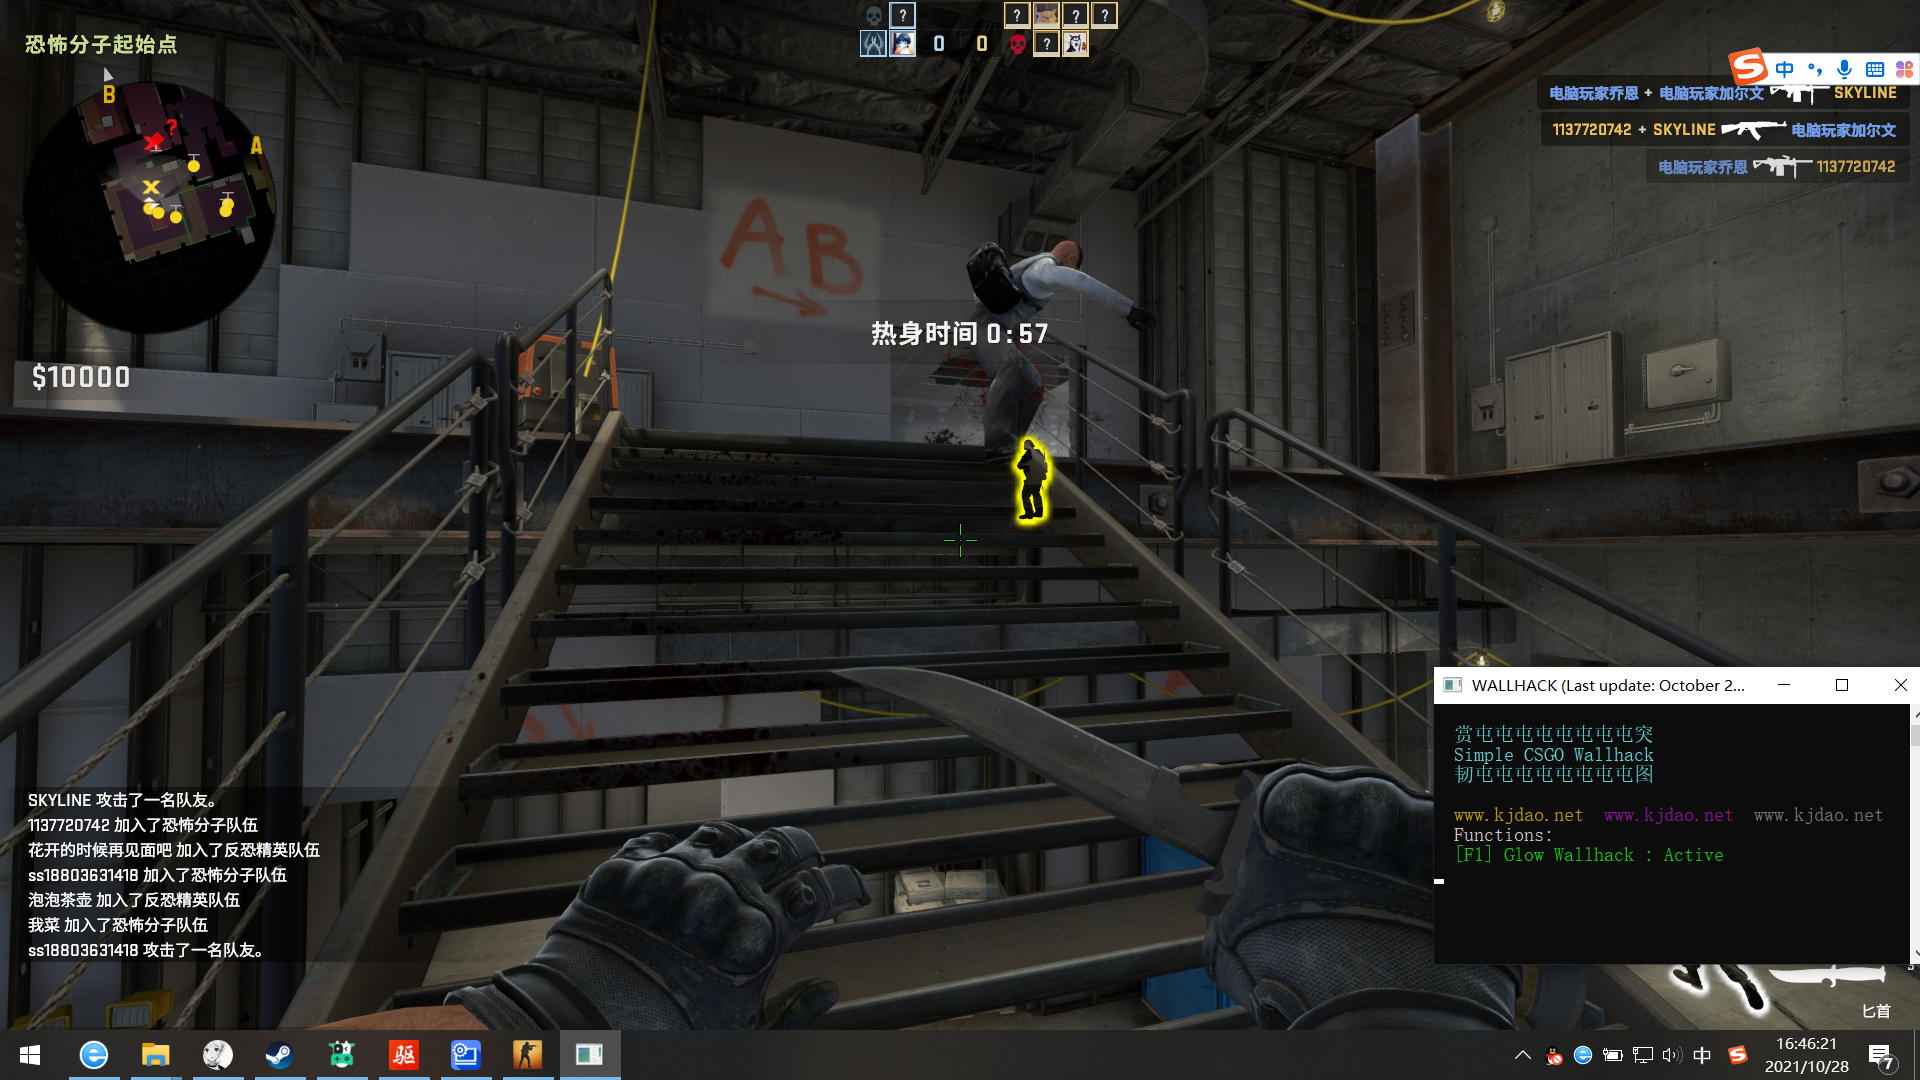 恐怖分子起始点
B
?
A
$10000
?
? ? ?
0 0
?
中
电脑玩家乔恩 + 电脑玩家加尔文 SKYLINE
1137720742 + SKYLINE 电脑玩家加尔文
电脑玩家乔恩 1137720742
A B
热身时间 0:57
WALLHACK (Last update: October 2...
赏屯屯屯屯屯屯屯屯突
Simple CSGO Wallhack
韧屯屯屯屯屯屯屯屯图
www.kjdao.net www.kjdao.net www.kjdao.net
Functions:
[F1] Glow Wallhack : Active
SKYLINE 攻击了一名队友。
1137720742 加入了恐怖分子队伍
花开的时候再见面吧 加入了反恐精英队伍
ss18803631418 加入了恐怖分子队伍
泡泡茶壶 加入了反恐精英队伍
我菜 加入了恐怖分子队伍
ss18803631418 攻击了一名队友。
3
匕首
驱
中
16:46:21
2021/10/28
7